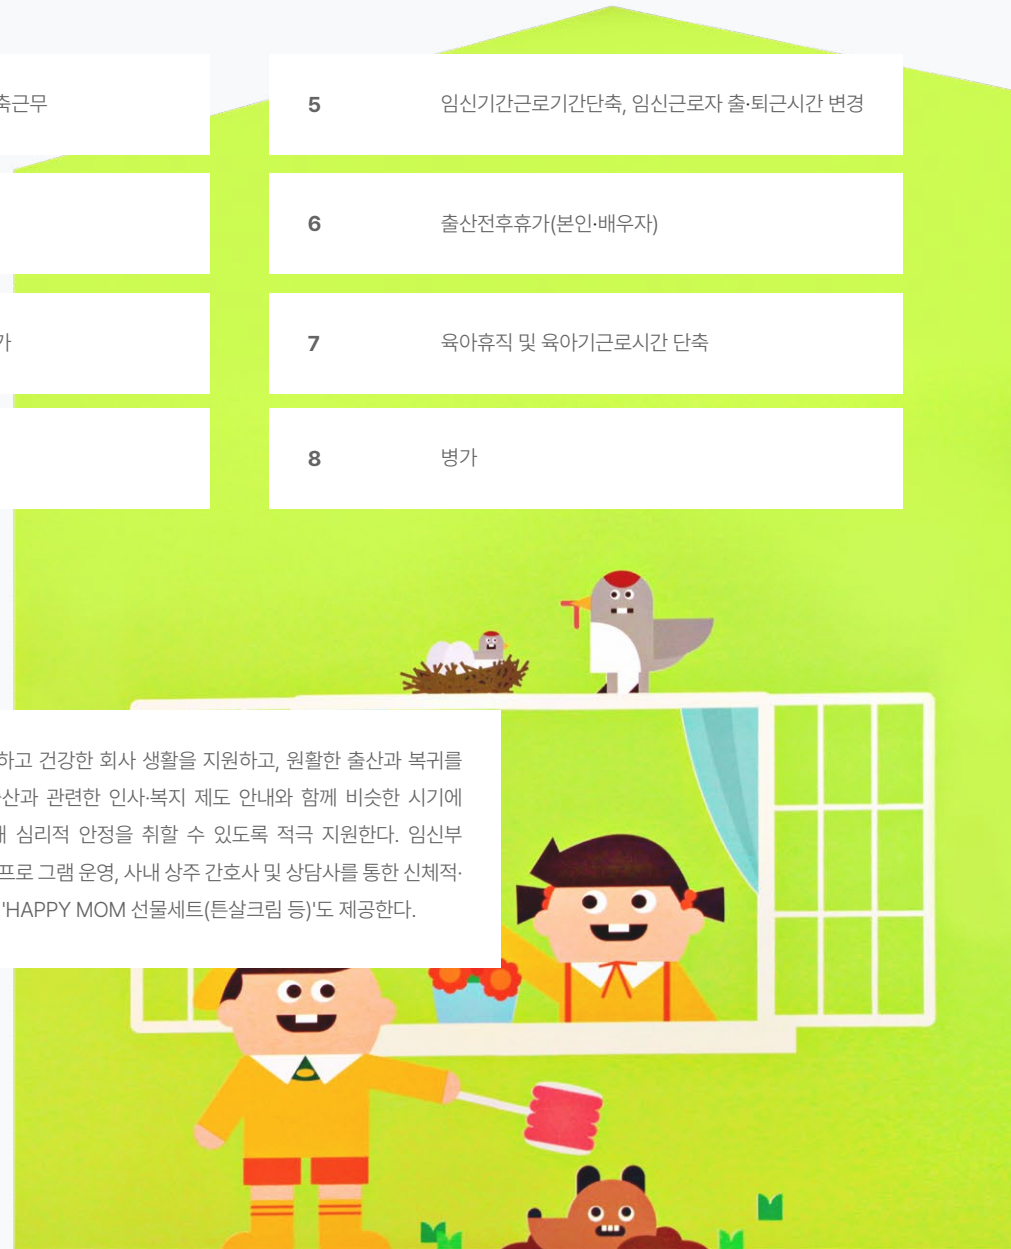 축근무
가
5 임신기간근로기간단축, 임신근로자 출·퇴근시간 변경
6 출산전후휴가(본인·배우자)
7 육아휴직 및 육아기근로시간 단축
8 병가
하고 건강한 회사 생활을 지원하고, 원활한 출산과 복귀를
산과 관련한 인사·복지 제도 안내와 함께 비슷한 시기에
심리적 안정을 취할 수 있도록 적극 지원한다. 임신부
프로 그램 운영, 사내 상주 간호사 및 상담사를 통한 신체적·
'HAPPY MOM 선물세트(튼살크림 등)'도 제공한다.